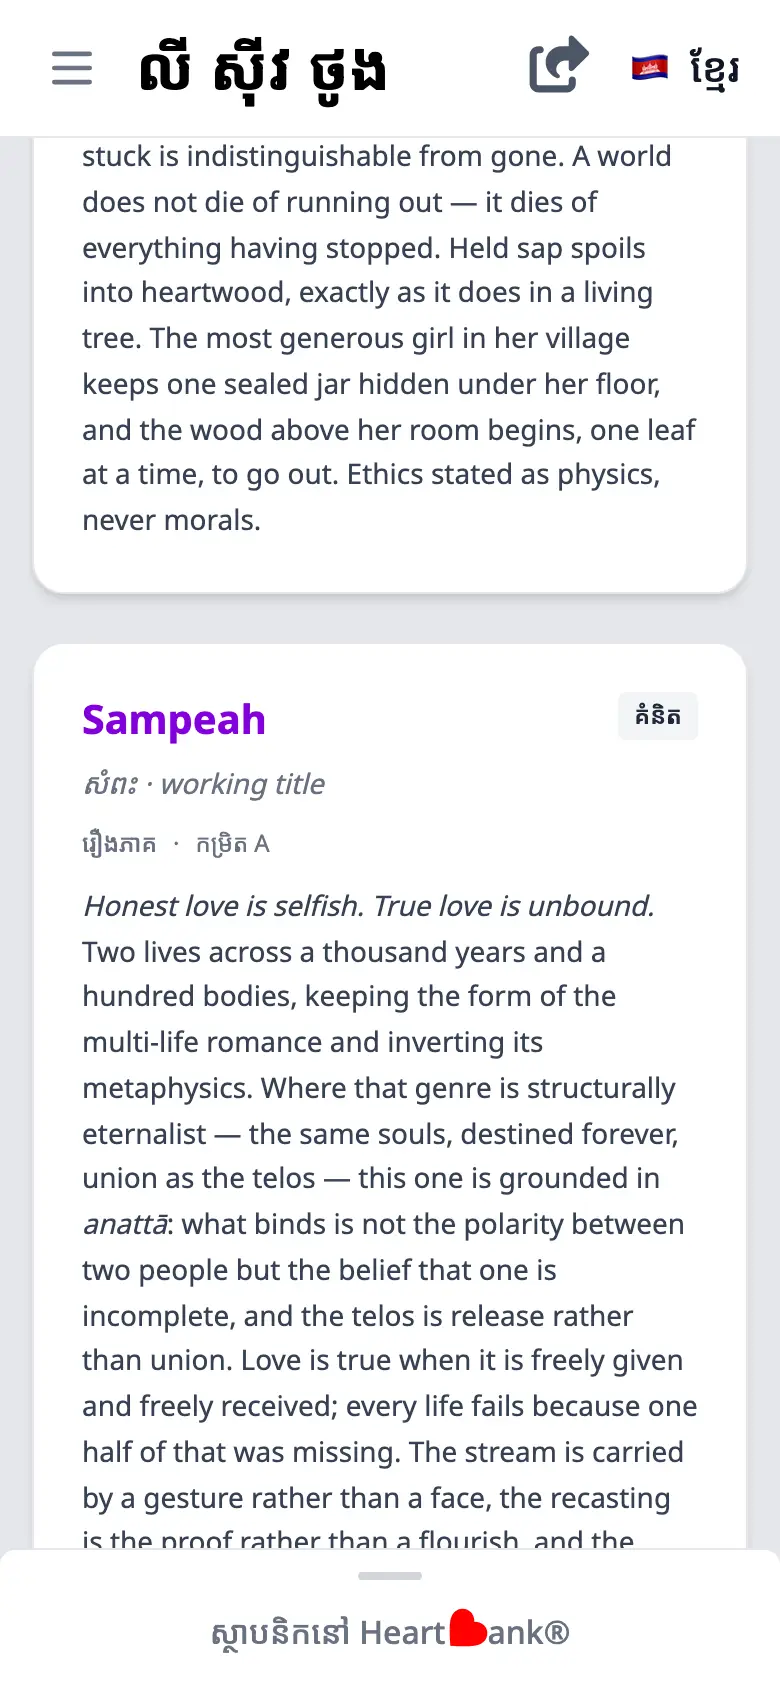 លី ស៊ីវ ថូង
ខ្មែរ
stuck is indistinguishable from gone. A world
does not die of running out — it dies of
everything having stopped. Held sap spoils
into heartwood, exactly as it does in a living
tree. The most generous girl in her village
keeps one sealed jar hidden under her floor,
and the wood above her room begins, one leaf
at a time, to go out. Ethics stated as physics,
never morals.
Sampeah
គំនិត
សំពះ · working title
រឿងភាគ · កម្រិត A
Honest love is selfish. True love is unbound.
Two lives across a thousand years and a
hundred bodies, keeping the form of the
multi-life romance and inverting its
metaphysics. Where that genre is structurally
eternalist — the same souls, destined forever,
union as the telos — this one is grounded in
anattā: what binds is not the polarity between
two people but the belief that one is
incomplete, and the telos is release rather
than union. Love is true when it is freely given
and freely received; every life fails because one
half of that was missing. The stream is carried
by a gesture rather than a face, the recasting
is the proof rather than a flourish, and the
ស្ថាបនិកនៅ Heart ank®